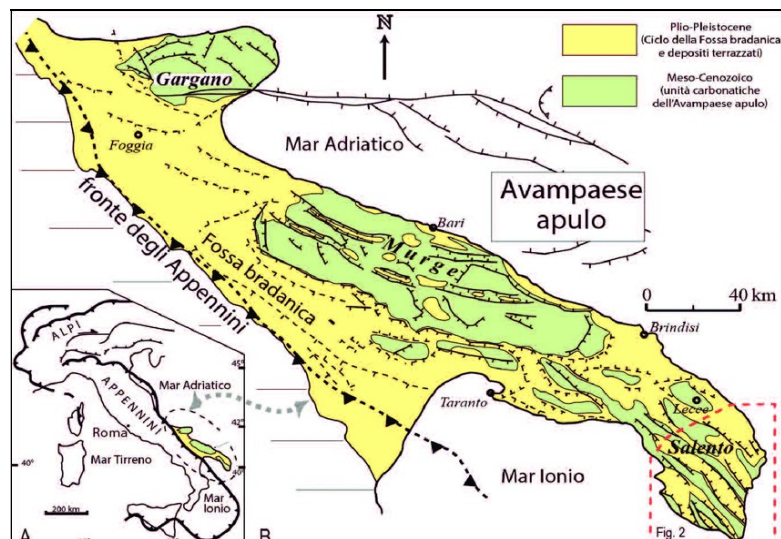 N
Plio-Pleistocene
(Ciclo della Fossa bradanica
e depositi terrazzati)
Meso-Cenozoico
(unità carbonatiche
dell'Avampaese apulo)
Gargano
Foggia
Mar Adriatico
Avampaese
apulo
fronte degli Appennini
Fossa bradanica
Bari
Murge
0 40 km
Brindisi
Taranto
Lecce
Salento
Mar Ionio
Fig. 2
B
ALPI
APPENNINI
Mar Adriatico
45°
42°
40°
40°
Roma
Mar Tirreno
Mar
Ionio
200 km
A